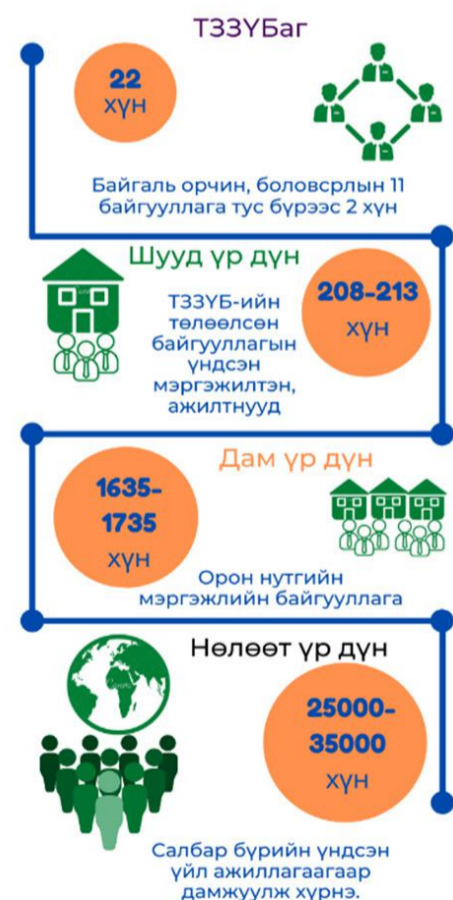 ТЗЗҮБаг
22
хүн
Байгаль орчин, боловсрлын 11
байгууллага тус бүрээс 2 хүн
Шууд үр дүн
208-213
хүн
ТЗЗҮБ-ийн
төлөөлсөн
байгууллагын
үндсэн
мэргэжилтэн,
ажилтнууд
Дам үр дүн
1635-
1735
хүн
Орон нутгийн
мэргэжлийн байгууллага
Нөлөөт үр дүн
25000-
35000
хүн
Салбар бүрийн үндсэн
үйл ажиллагаагаар
дамжуулж хүрнэ.